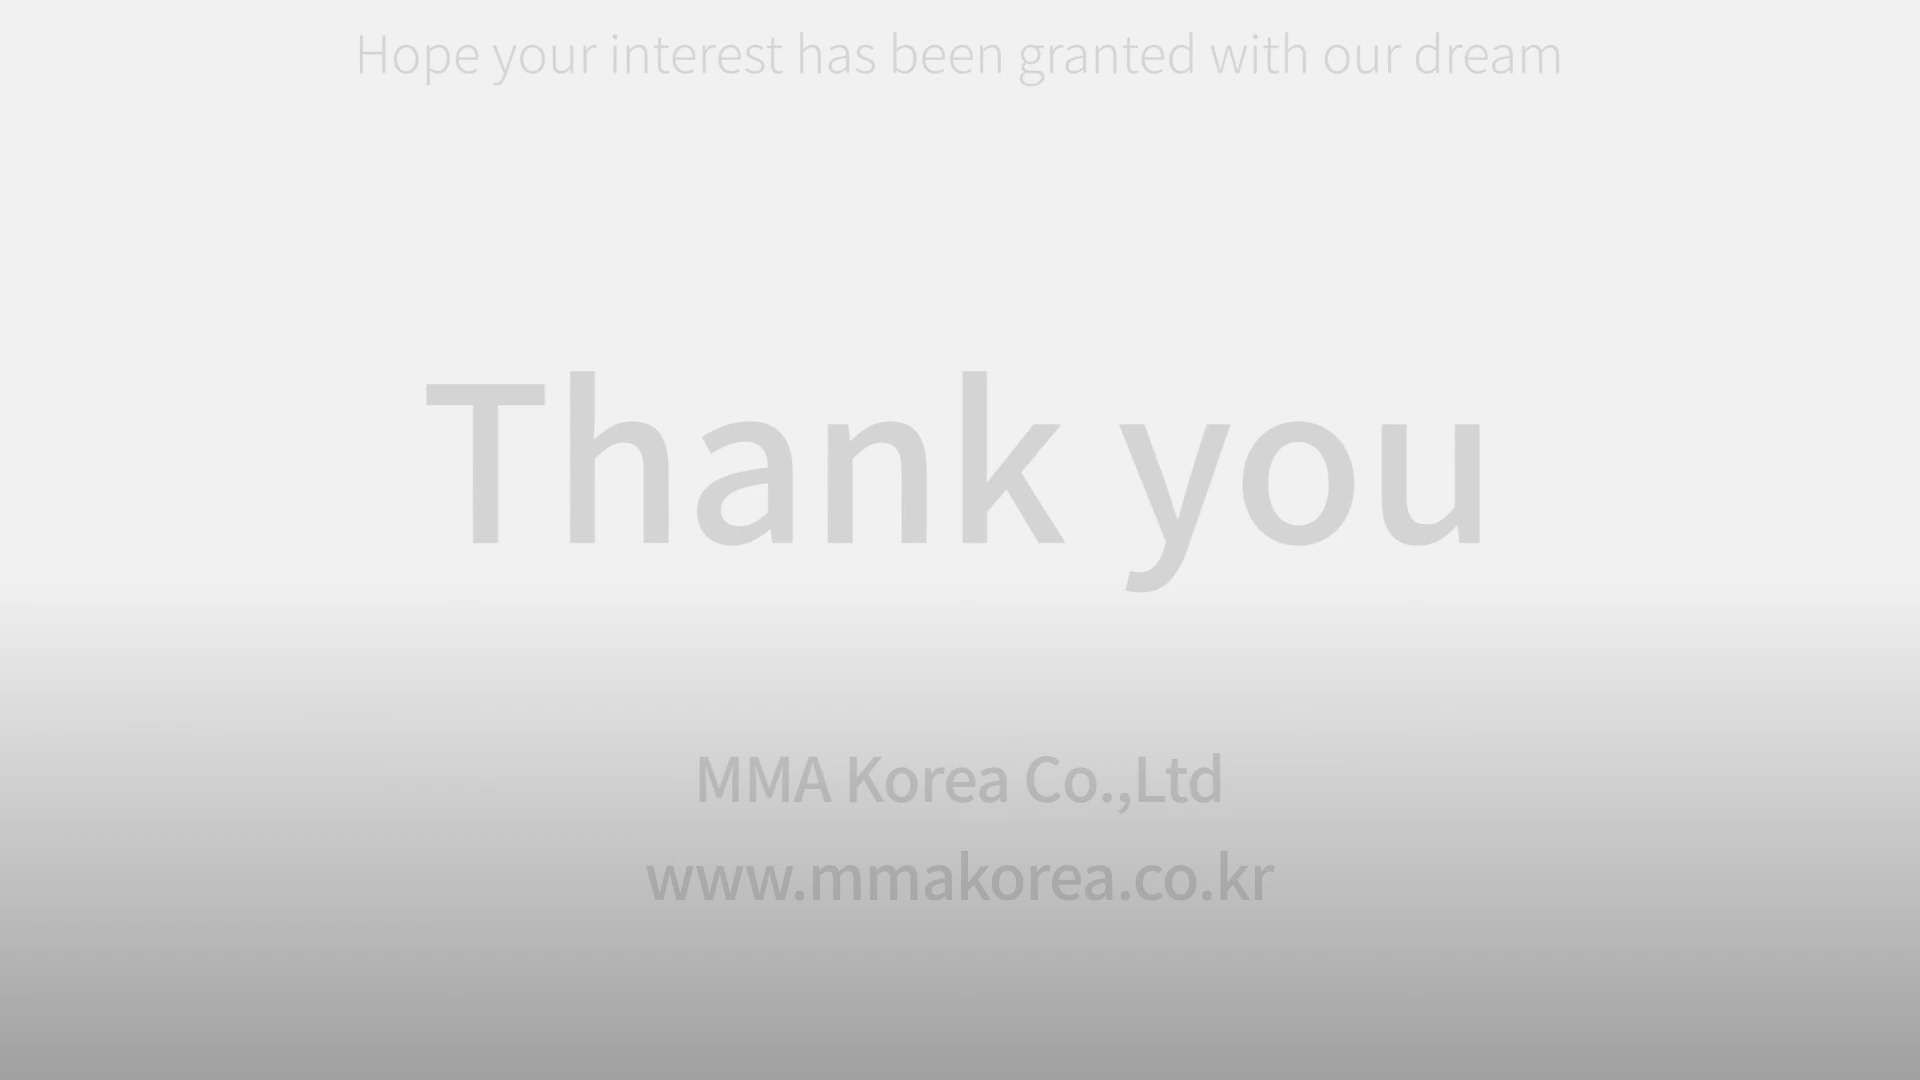 Hope your interest has been granted with our dream
Thank you
MMA Korea Co.,Ltd
www.mmakorea.co.kr